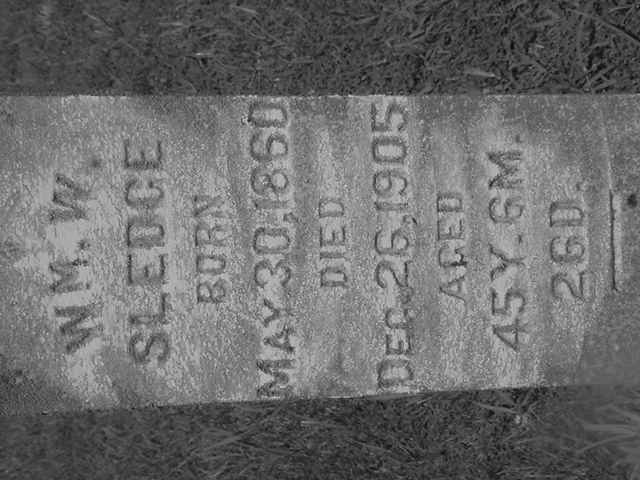 WM. W.
SLEDGE
BORN
MAY 30, 1860
DIED
DEC. 26, 1905
AGED
45 Y. 6 M.
26 D.